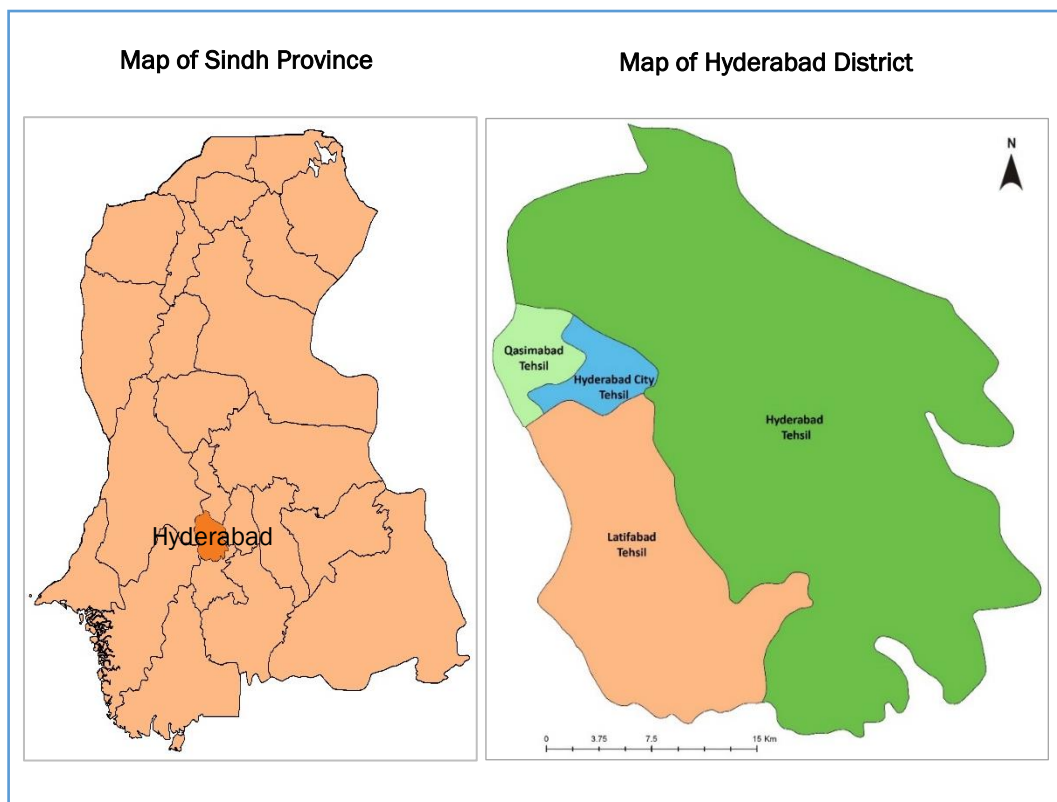 Map of Sindh Province
Map of Hyderabad District
Hyderabad
N
Qasimabad
Tehsil
Hyderabad City
Tehsil
Hyderabad
Tehsil
Latifabad
Tehsil
0 3.75 7.5 15 Km